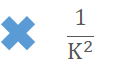 ✖ 1/K²